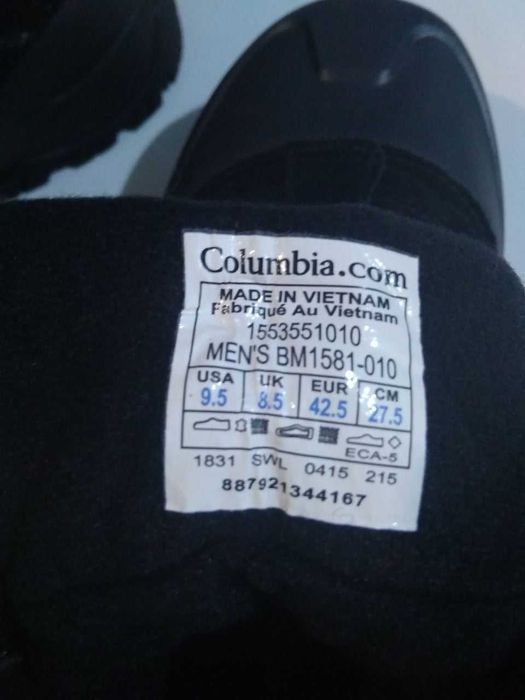 Columbia.com
MADE IN VIETNAM
Fabriqué Au Vietnam
1553551010
MEN'S BM1581-010
USA UK EUR CM
9.5 8.5 42.5 27.5
ECA-5
1831 SWL 0415 215
887921344167